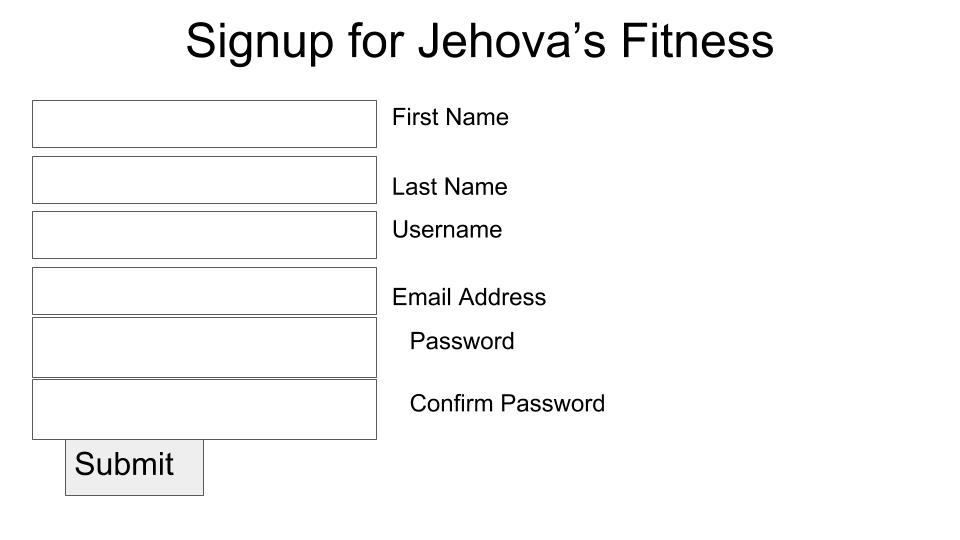 Signup for Jehova’s Fitness
First Name
Last Name
Username
Email Address
Password
Confirm Password
Submit